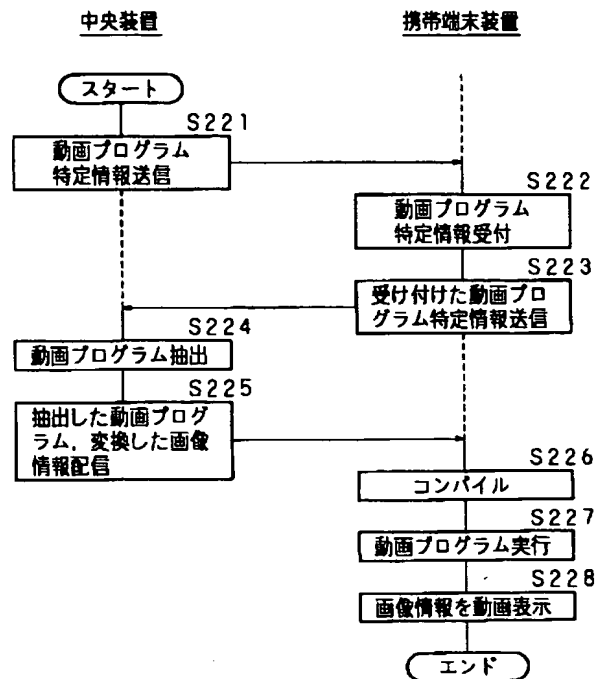 中央装置
携帯端末装置
スタート
S221
動画プログラム
特定情報送信
S222
動画プログラム
特定情報受付
S223
受け付けた動画プロ
グラム特定情報送信
S224
動画プログラム抽出
S225
抽出した動画プログ
ラム，変換した画像
情報配信
S226
コンパイル
S227
動画プログラム実行
S228
画像情報を動画表示
エンド